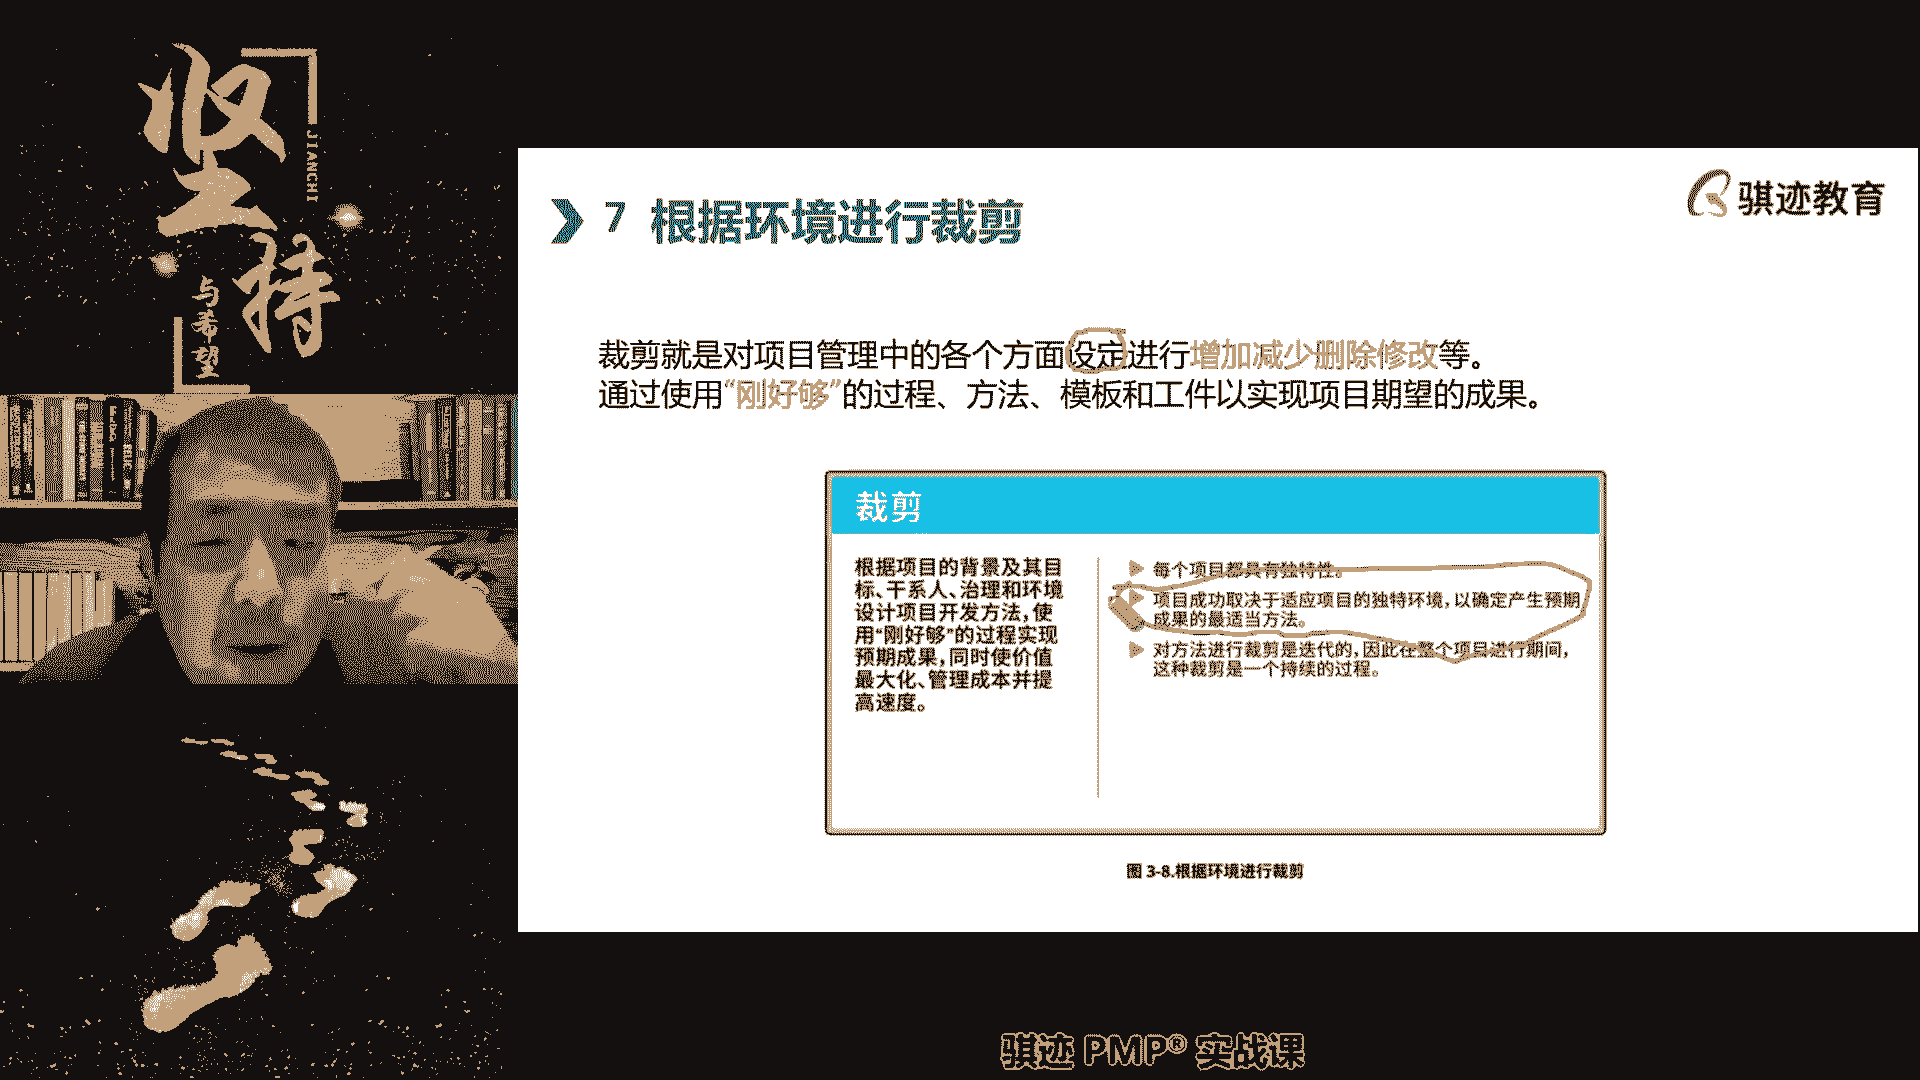 坚持
JIANCHI
与希望
骐迹教育
7 根据环境进行裁剪
裁剪就是对项目管理中的各个方面设定进行增加减少删除修改等。
通过使用“刚好够”的过程、方法、模板和工件以实现项目期望的成果。
裁剪
根据项目的背景及其目
标、干系人、治理和环境
设计项目开发方法,使
用“刚好够”的过程实现
预期成果,同时使价值
最大化、管理成本并提
高速度。
每个项目都具有独特性。
项目成功取决于适应项目的独特环境,以确定产生预期
成果的最适当方法。
对方法进行裁剪是迭代的,因此在整个项目进行期间,
这种裁剪是一个持续的过程。
图 3-8.根据环境进行裁剪
骐迹 PMP® 实战课